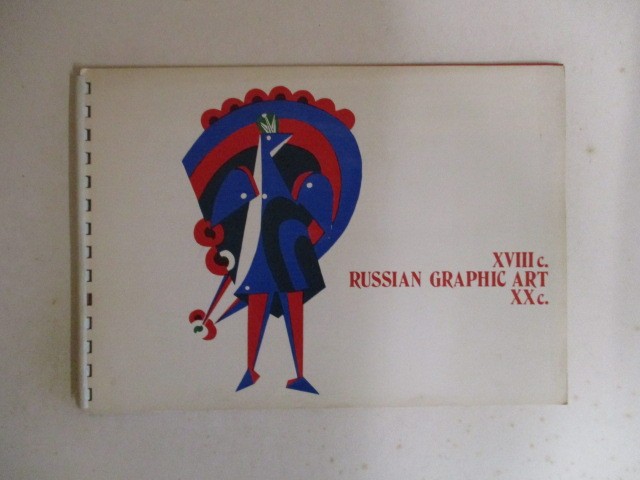 XVIII c.
RUSSIAN GRAPHIC ART
XX c.